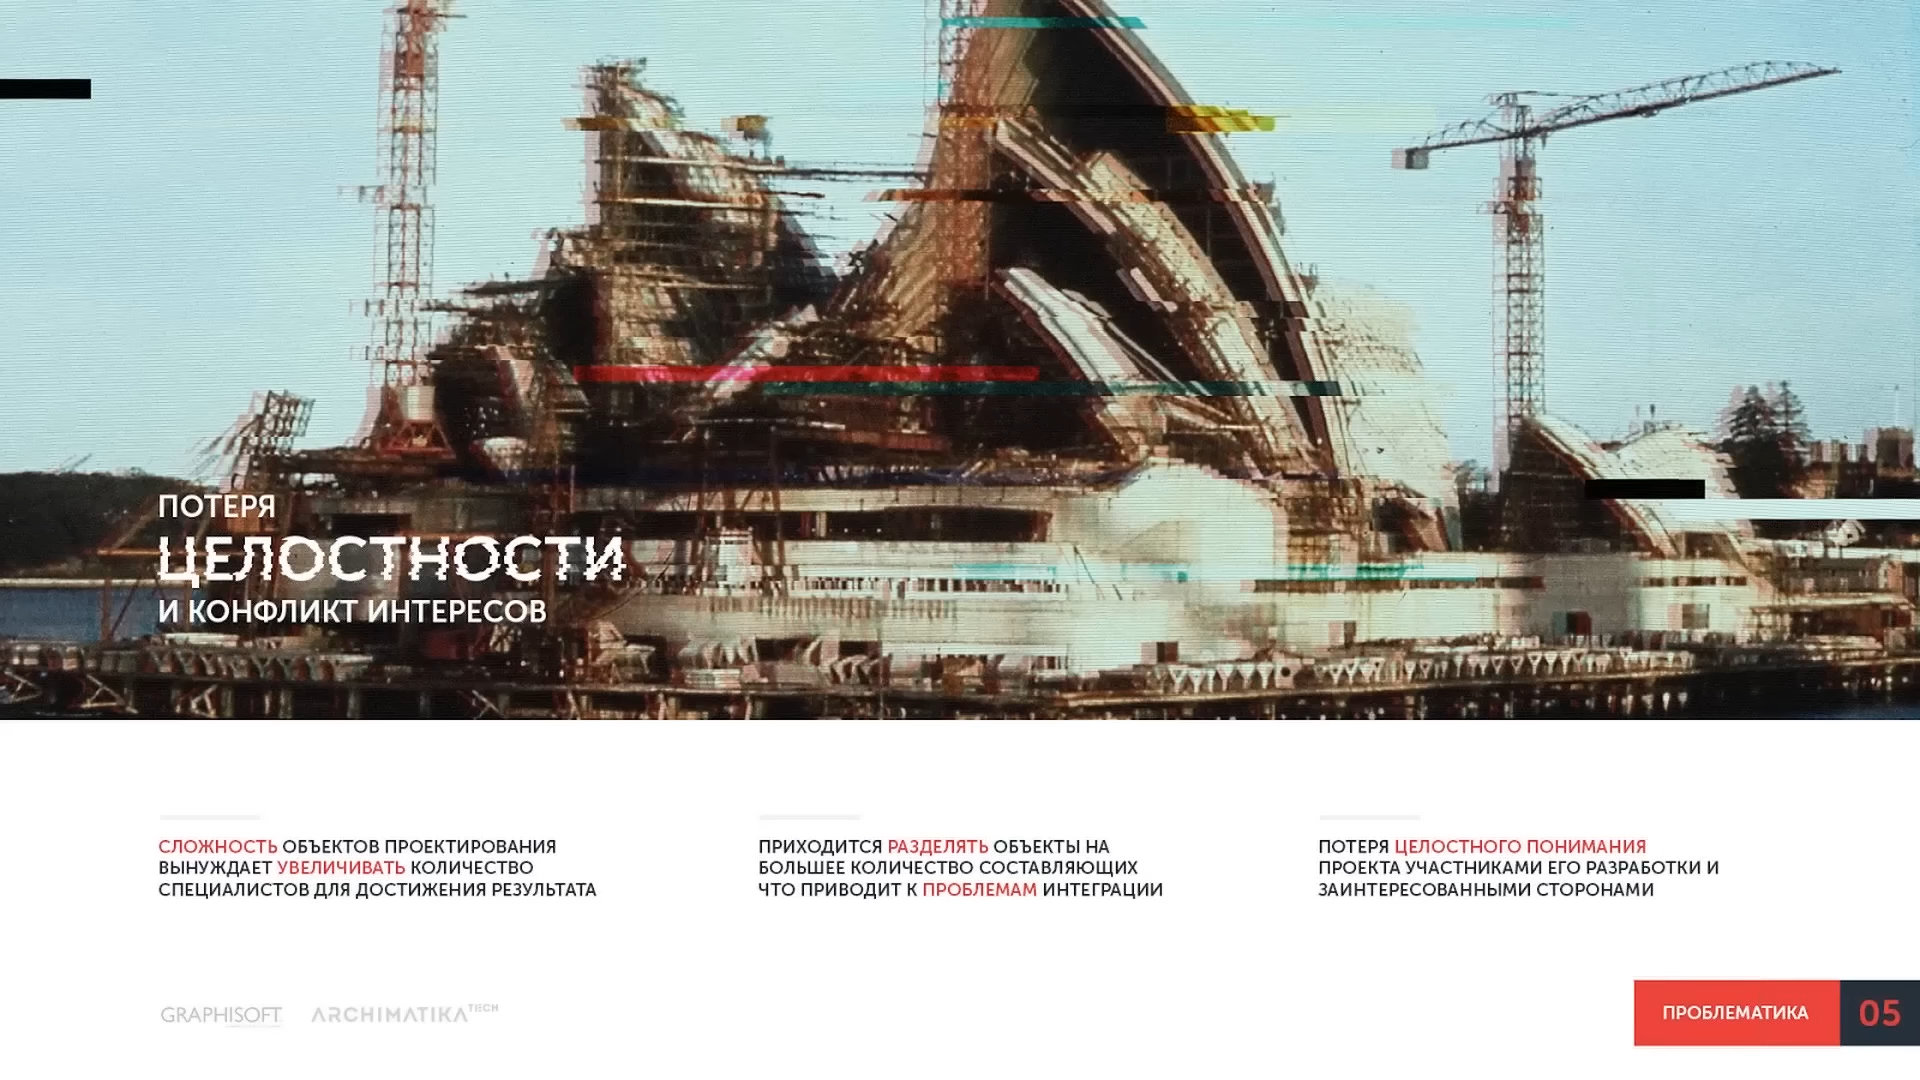 ПОТЕРЯ
ЦЕЛОСТНОСТИ
И КОНФЛИКТ ИНТЕРЕСОВ
СЛОЖНОСТЬ ОБЪЕКТОВ ПРОЕКТИРОВАНИЯ
ВЫНУЖДАЕТ УВЕЛИЧИВАТЬ КОЛИЧЕСТВО
СПЕЦИАЛИСТОВ ДЛЯ ДОСТИЖЕНИЯ РЕЗУЛЬТАТА
ПРИХОДИТСЯ РАЗДЕЛЯТЬ ОБЪЕКТЫ НА
БОЛЬШЕЕ КОЛИЧЕСТВО СОСТАВЛЯЮЩИХ
ЧТО ПРИВОДИТ К ПРОБЛЕМАМ ИНТЕГРАЦИИ
ПОТЕРЯ ЦЕЛОСТНОГО ПОНИМАНИЯ
ПРОЕКТА УЧАСТНИКАМИ ЕГО РАЗРАБОТКИ И
ЗАИНТЕРЕСОВАННЫМИ СТОРОНАМИ
GRAPHISOFT ARCHIMATIKA TECH
ПРОБЛЕМАТИКА 05